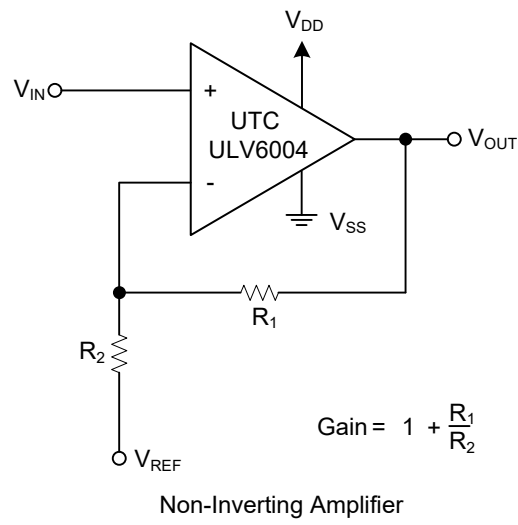 V_DD
V_IN
+
UTC
ULV6004
V_OUT
-
V_SS
R_1
R_2
Gain = 1 + R_1/R_2
V_REF
Non-Inverting Amplifier